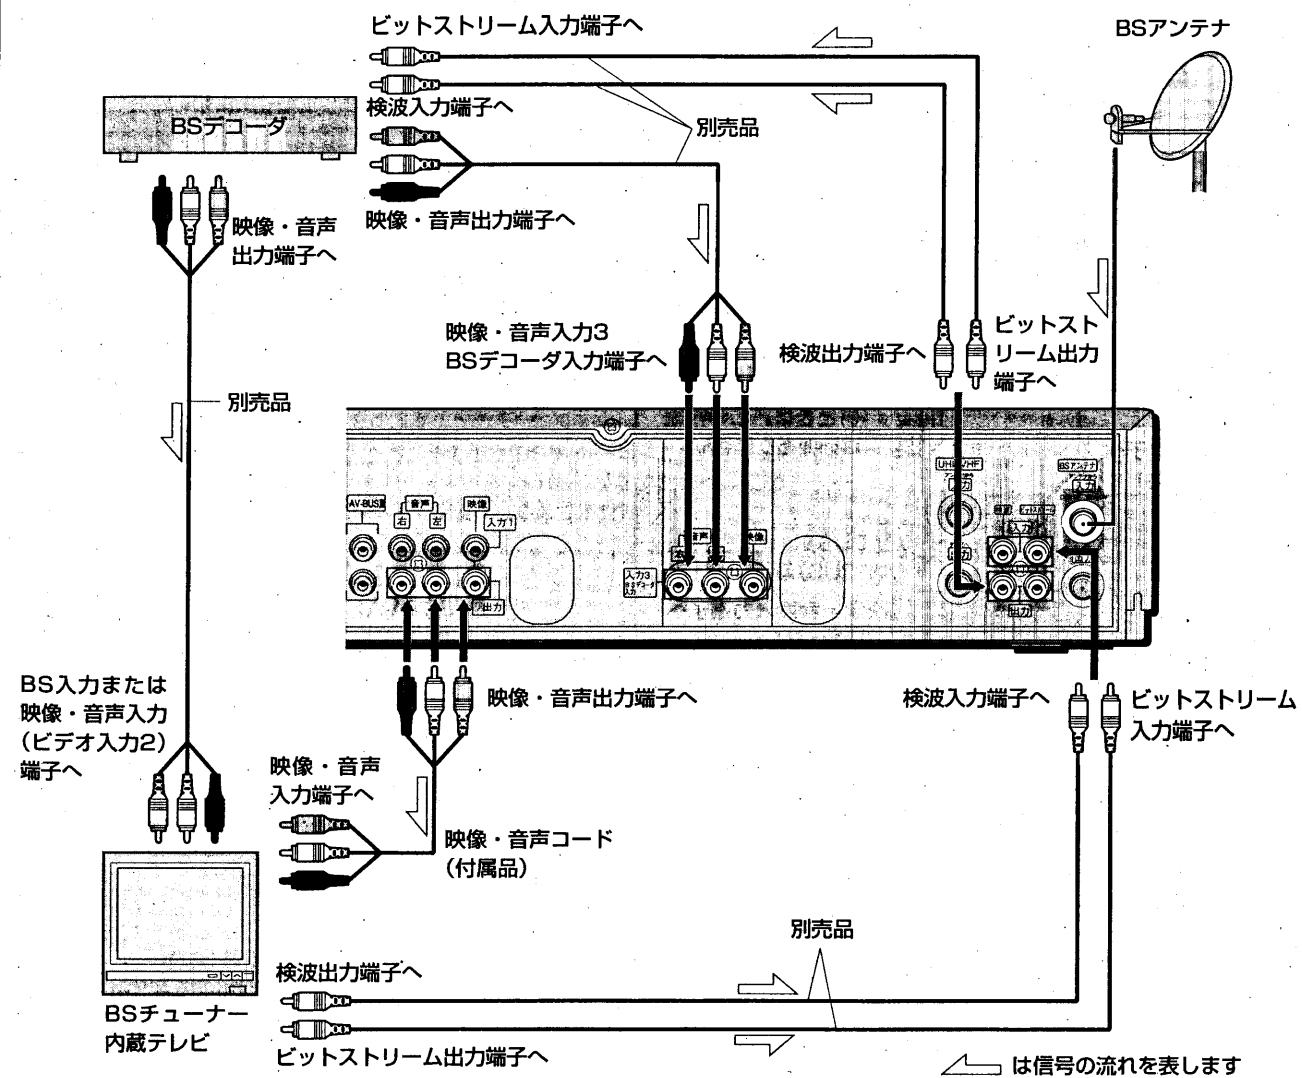 ビットストリーム入力端子へ
BSアンテナ
検波入力端子へ
BSデコーダ
別売品
映像・音声出力端子へ
映像・音声
出力端子へ
映像・音声入力3
BSデコーダ入力端子へ
検波出力端子へ
ビットスト
リーム出力
端子へ
別売品
BSアンテナ
入力
AV-BUS
音声
右
左
映像
入力1
音声
映像
入力
入力3
BSデコーダ
入力
出力
出力
BS入力または
映像・音声入力
(ビデオ入力2)
端子へ
映像・音声出力端子へ
検波入力端子へ
ビットストリーム
入力端子へ
映像・音声
入力端子へ
映像・音声コード
(付属品)
別売品
検波出力端子へ
BSチューナー
内蔵テレビ
ビットストリーム出力端子へ
は信号の流れを表します